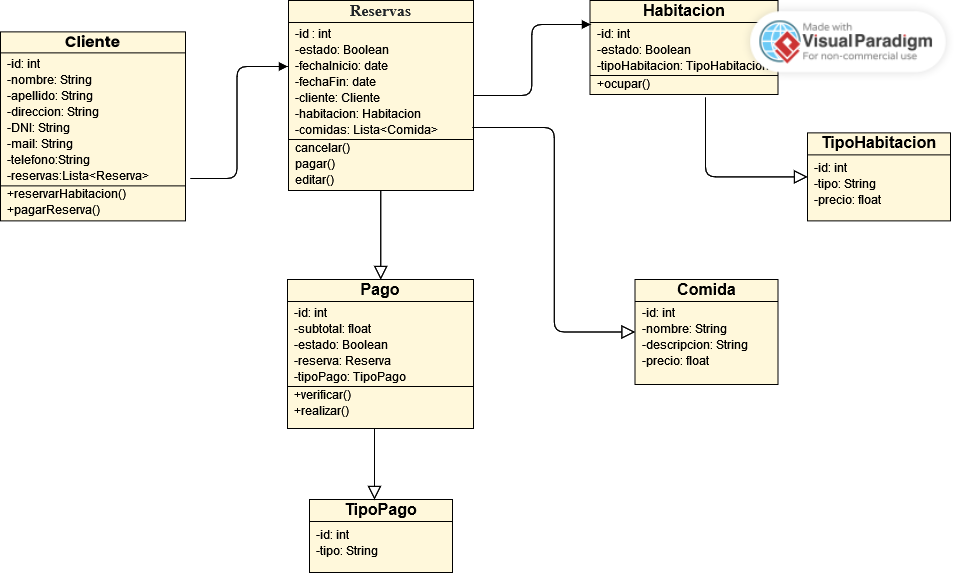 Cliente
-id: int
-nombre: String
-apellido: String
-direccion: String
-DNI: String
-mail: String
-telefono:String
-reservas:Lista<Reserva>
+reservarHabitacion()
+pagarReserva()
Reservas
-id : int
-estado: Boolean
-fechaInicio: date
-fechaFin: date
-cliente: Cliente
-habitacion: Habitacion
-comidas: Lista<Comida>
cancelar()
pagar()
editar()
Habitacion
-id: int
-estado: Boolean
-tipoHabitacion: TipoHabitacion
+ocupar()
Made with
VisualParadigm
For non-commercial use
TipoHabitacion
-id: int
-tipo: String
-precio: float
Pago
-id: int
-subtotal: float
-estado: Boolean
-reserva: Reserva
-tipoPago: TipoPago
+verificar()
+realizar()
Comida
-id: int
-nombre: String
-descripcion: String
-precio: float
TipoPago
-id: int
-tipo: String